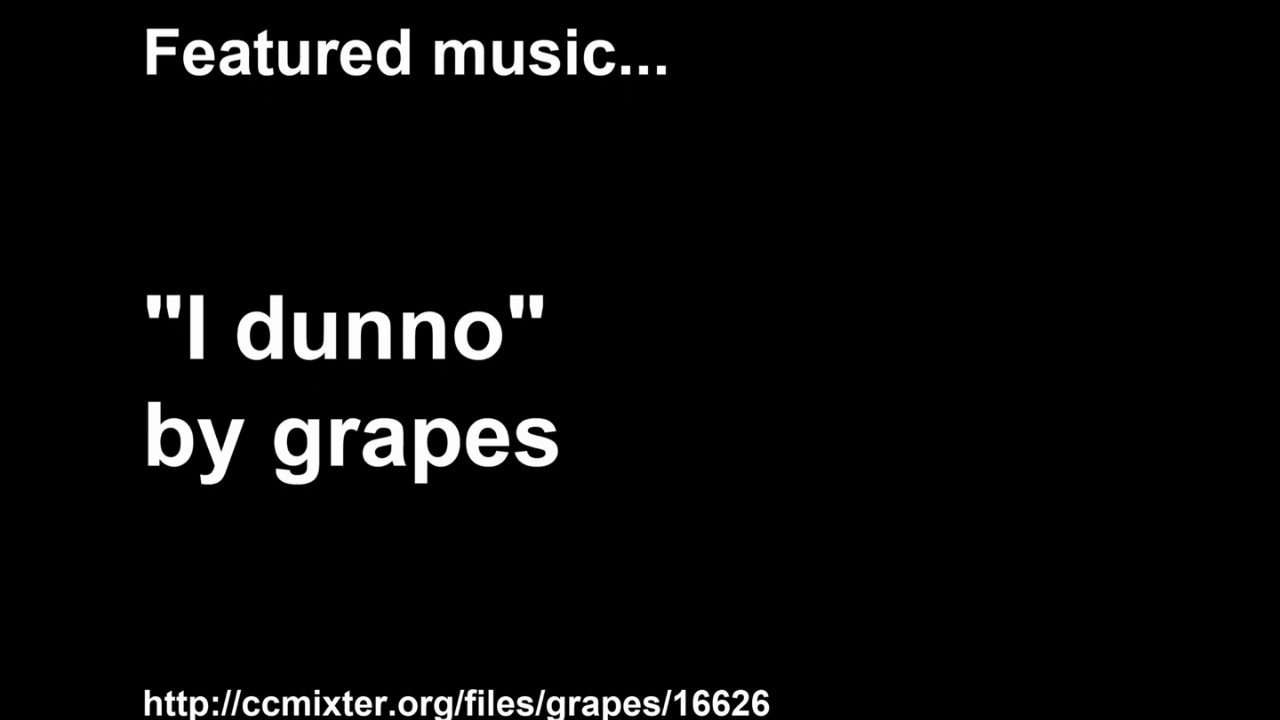 Featured music...
"I dunno"
by grapes
http://ccmixter.org/files/grapes/16626